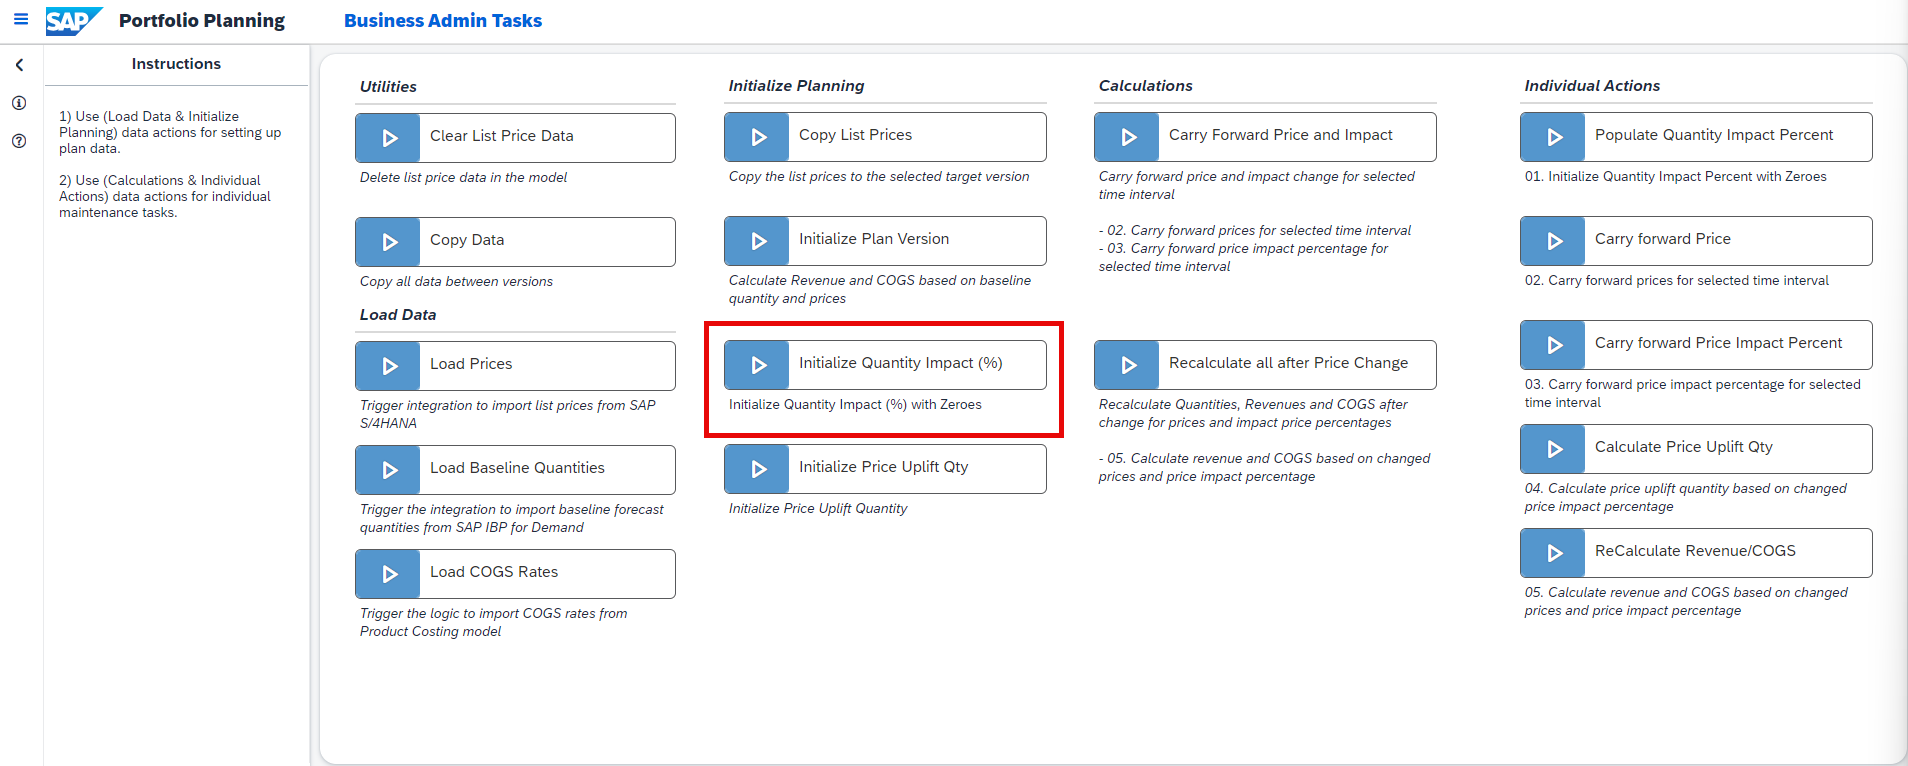 SAP Portfolio Planning Business Admin Tasks
Instructions
1) Use (Load Data & Initialize
Planning) data actions for setting up
plan data.
2) Use (Calculations & Individual
Actions) data actions for individual
maintenance tasks.
Utilities
Clear List Price Data
Delete list price data in the model
Copy Data
Copy all data between versions
Load Data
Load Prices
Trigger integration to import list prices from SAP
S/4HANA
Load Baseline Quantities
Trigger the integration to import baseline forecast
quantities from SAP IBP for Demand
Load COGS Rates
Trigger the logic to import COGS rates from
Product Costing model
Initialize Planning
Copy List Prices
Copy the list prices to the selected target version
Initialize Plan Version
Calculate Revenue and COGS based on baseline
quantity and prices
Initialize Quantity Impact (%)
Initialize Quantity Impact (%) with Zeroes
Initialize Price Uplift Qty
Initialize Price Uplift Quantity
Calculations
Carry Forward Price and Impact
Carry forward price and impact change for selected
time interval
- 02. Carry forward prices for selected time interval
- 03. Carry forward price impact percentage for
selected time interval
Recalculate all after Price Change
Recalculate Quantities, Revenues and COGS after
change for prices and impact price percentages
- 05. Calculate revenue and COGS based on changed
prices and price impact percentage
Individual Actions
Populate Quantity Impact Percent
01. Initialize Quantity Impact Percent with Zeroes
Carry forward Price
02. Carry forward prices for selected time interval
Carry forward Price Impact Percent
03. Carry forward price impact percentage for selected
time interval
Calculate Price Uplift Qty
04. Calculate price uplift quantity based on changed
price impact percentage
ReCalculate Revenue/COGS
05. Calculate revenue and COGS based on changed
prices and price impact percentage